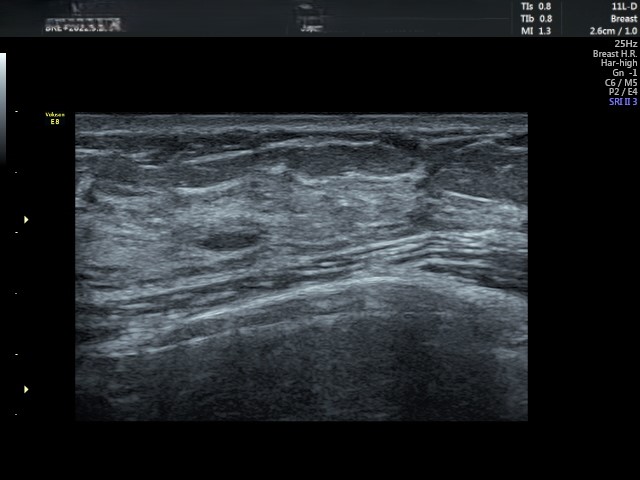 TIs 0.8
TIb 0.8
MI 1.3
11L-D
Breast
2.6cm / 1.0
25Hz
Breast H.R.
Har-high
Gn -1
C6 / M5
P2 / E4
SRI II 3
Voluson
E8